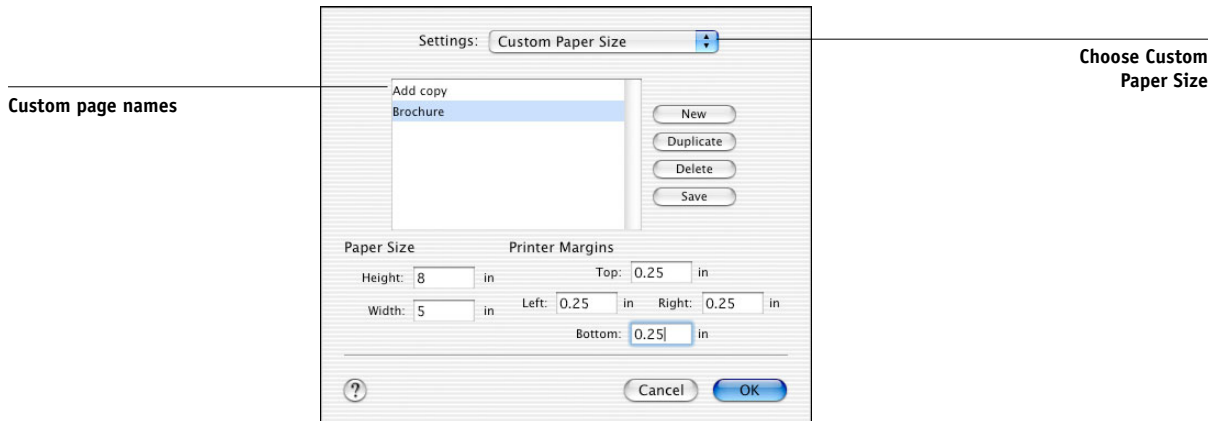 Settings: Custom Paper Size
Choose Custom
Paper Size
Custom page names
Add copy
Brochure
New
Duplicate
Delete
Save
Paper Size
Printer Margins
Height: 8 in
Top: 0.25 in
Width: 5 in
Left: 0.25 in Right: 0.25 in
Bottom: 0.25 in
?
Cancel
OK